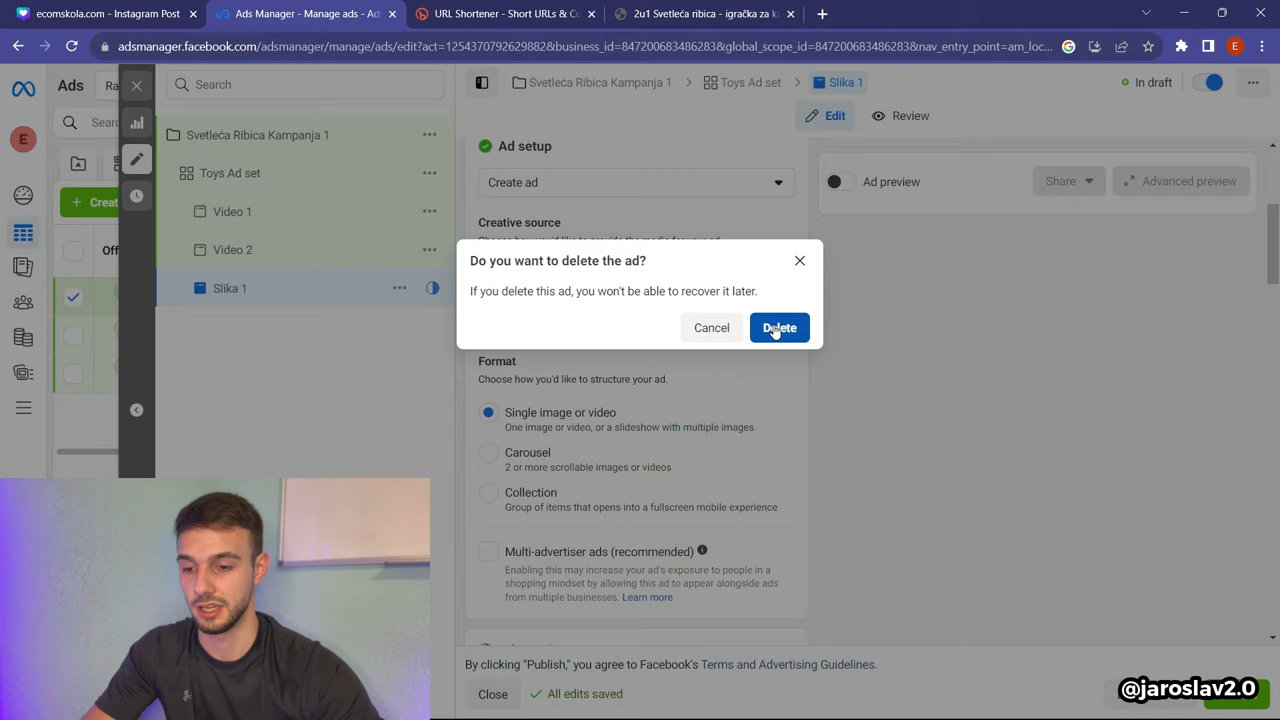 ecomskola.com - Instagram Post
Ads Manager - Manage ads - Ads
URL Shortener - Short URLs & Cu
2u1 Svetleća ribica - igračka za k
adsmanager.facebook.com/adsmanager/manage/ads/edit?act=1254370792629882&business_id=847200683486283&global_scope_id=847200683486283&nav_entry_point=am_loc...
E
Ads
Ra
Search
Svetleća Ribica Kampanja 1
Toys Ad set
Slika 1
In draft
E
Searc
Edit
Review
Svetleća Ribica Kampanja 1
Toys Ad set
Video 1
Video 2
Slika 1
Creat
Off
Ad setup
Create ad
Creative source
Ad preview
Share
Advanced preview
Do you want to delete the ad?
If you delete this ad, you won't be able to recover it later.
Cancel
Delete
Format
Choose how you'd like to structure your ad.
Single image or video
One image or video, or a slideshow with multiple images
Carousel
2 or more scrollable images or videos
Collection
Group of items that opens into a fullscreen mobile experience
Multi-advertiser ads (recommended)
Enabling this may increase your ad's exposure to people in a
shopping mindset by allowing this ad to appear alongside ads
from multiple businesses. Learn more
By clicking "Publish," you agree to Facebook's Terms and Advertising Guidelines.
Close
All edits saved
@jaroslav2.0